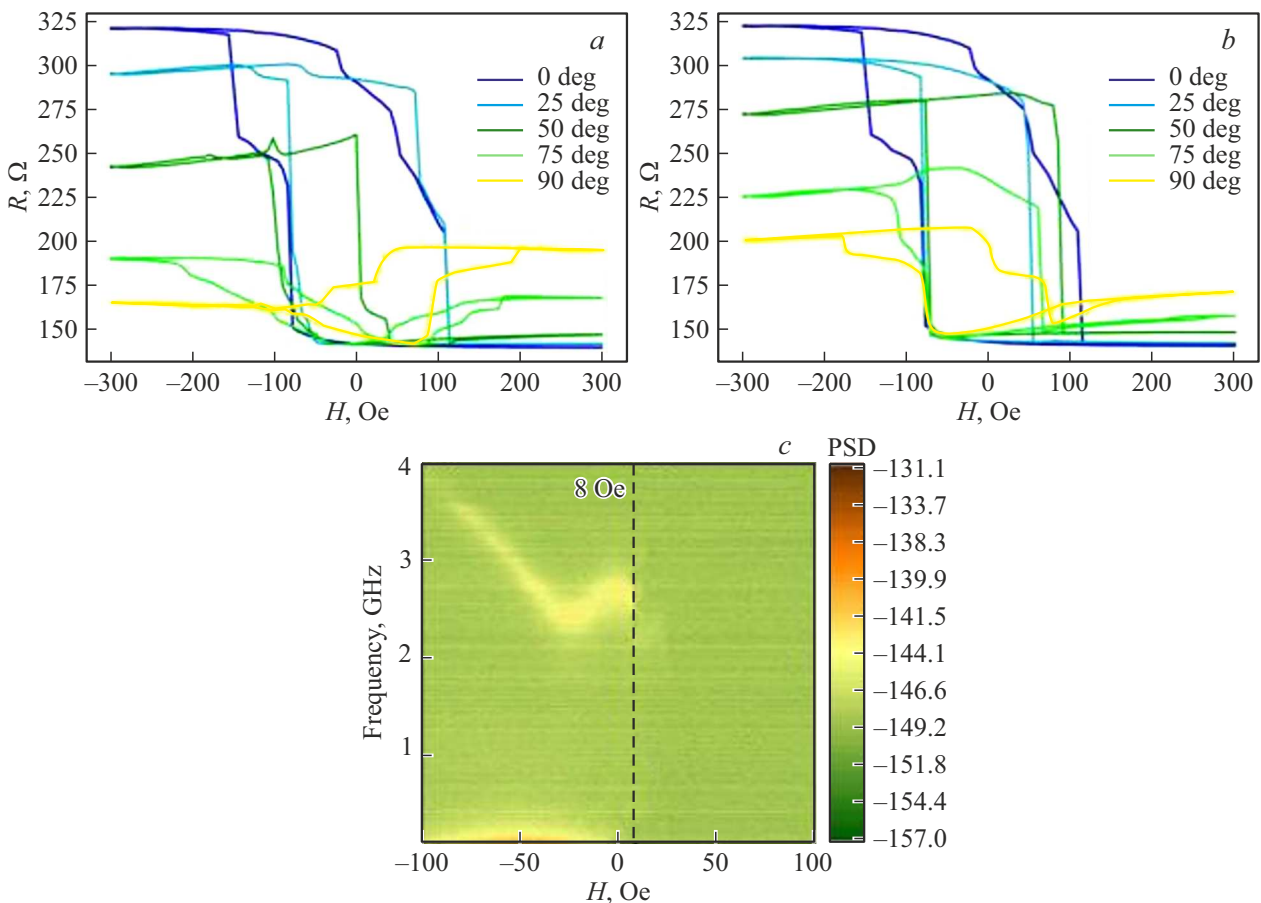 a
325
300
275
250
225
200
175
150
R, Ω
0 deg
25 deg
50 deg
75 deg
90 deg
–300 –200 –100 0 100 200 300
H, Oe
b
325
300
275
250
225
200
175
150
R, Ω
0 deg
25 deg
50 deg
75 deg
90 deg
–300 –200 –100 0 100 200 300
H, Oe
c PSD
4
3
2
1
Frequency, GHz
8 Oe
–100 –50 0 50 100
H, Oe
–131.1
–133.7
–138.3
–139.9
–141.5
–144.1
–146.6
–149.2
–151.8
–154.4
–157.0